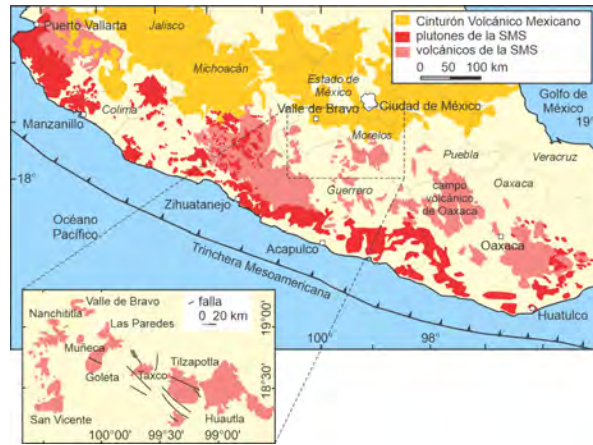 Puerto Vallarta
Jalisco
Cinturón Volcánico Mexicano
plutones de la SMS
volcánicos de la SMS
0 50 100 km
Michoacán
Estado de
México
Golfo de
México
19°
Colima
Valle de Bravo
Ciudad de México
Manzanillo
Morelos
Puebla
Veracruz
18°
Guerrero
campo
volcánico
de Oaxaca
Oaxaca
Zihuatanejo
Océano
Pacífico
Acapulco
Oaxaca
Trinchera Mesoamericana
Huatulco
100°
98°
Valle de Bravo
falla
0 20 km
Nanchititla
Las Paredes
19°00'
Muñeca
Tilzapotla
Goleta
Taxco
18°30'
San Vicente
Huautla
100°00'
99°30'
99°00'